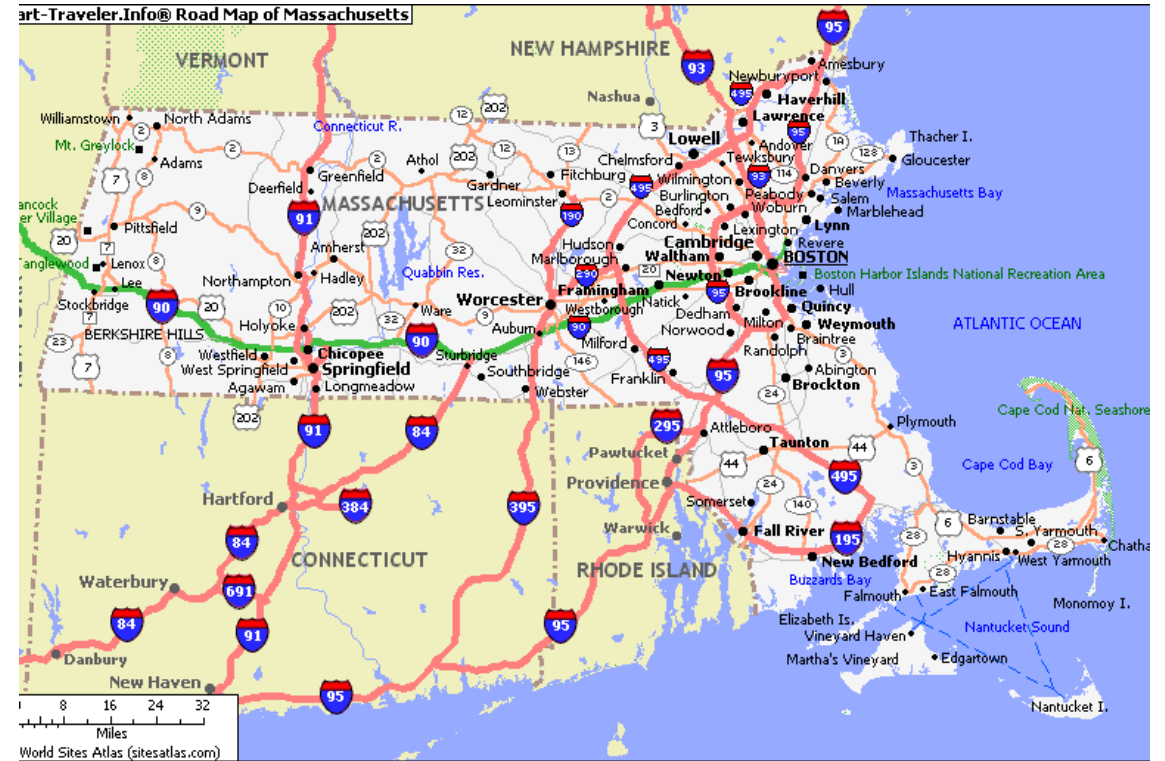 art-Traveler.Info® Road Map of Massachusetts
95
VERMONT
NEW HAMPSHIRE
93
Amesbury
Newburyport
Nashua
495
Haverhill
202
12
3
Lawrence
Williamstown
North Adams
Connecticut R.
95
1A
128
Thacher I.
2
Mt. Greylock
Adams
2
2
Athol
202
12
13
Lowell
Andover
Chelmsford
Tewksbury
Gloucester
7
8
Greenfield
Gardner
Fitchburg
495
Wilmington
93
114
Danvers
Beverly
Deerfield
Leominster
2
Burlington
Peabody
Salem
Massachusetts Bay
MASSACHUSETTS
91
190
Bedford
Woburn
Marblehead
ancock
er Village
9
Pittsfield
Concord
Lexington
Lynn
20
7
202
Amherst
32
Hudson
Cambridge
Revere
Tanglewood
Lenox
8
Hadley
Quabbin Res.
Marlborough
Waltham
BOSTON
Lee
Northampton
290
20
Newton
Boston Harbor Islands National Recreation Area
Stockbridge
90
20
10
202
Ware
Worcester
Framingham
95
Brookline
Hull
7
BERKSHIRE HILLS
Holyoke
32
9
Westborough
Natick
Dedham
Quincy
Auburn
90
Norwood
Milton
Weymouth
ATLANTIC OCEAN
23
90
Milford
Braintree
8
Westfield
Chicopee
Sturbridge
146
495
Randolph
3
7
West Springfield
Springfield
Southbridge
Franklin
95
Abington
Agawam
Longmeadow
Webster
Brockton
24
202
Cape Cod Nat. Seashore
91
84
295
Attleboro
Plymouth
Taunton
Pawtucket
44
44
Cape Cod Bay
6
3
Providence
495
Hartford
384
395
Somerset
24
140
84
Warwick
Fall River
195
6
Barnstable
S. Yarmouth
28
28
Chatha
CONNECTICUT
New Bedford
Hyannis
West Yarmouth
RHODE ISLAND
Waterbury
691
Buzzards Bay
28
Falmouth
East Falmouth
Monomoy I.
84
91
95
Elizabeth Is.
Nantucket Sound
Vineyard Haven
Danbury
Martha's Vineyard
Edgartown
New Haven
95
Nantucket I.
8 16 24 32
Miles
World Sites Atlas (sitesatlas.com)